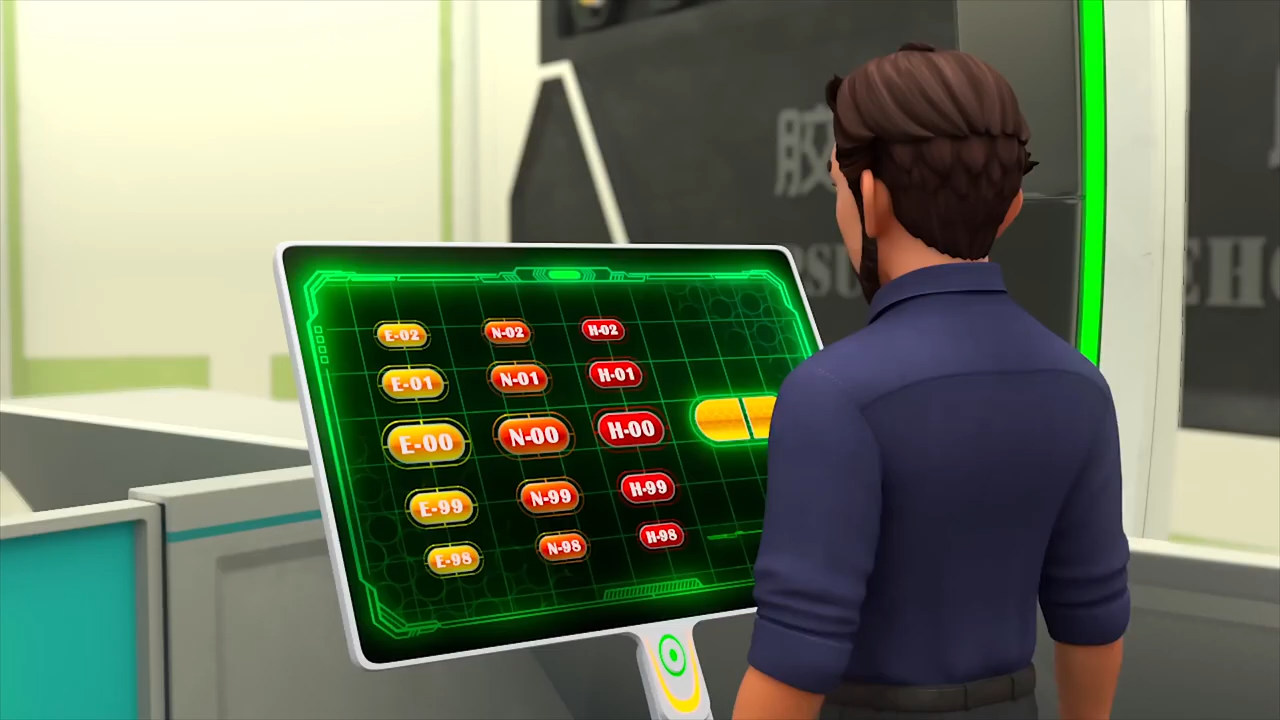 胶
E-02 N-02 H-02
E-01 N-01 H-01
E-00 N-00 H-00
E-99 N-99 H-99
E-98 N-98 H-98